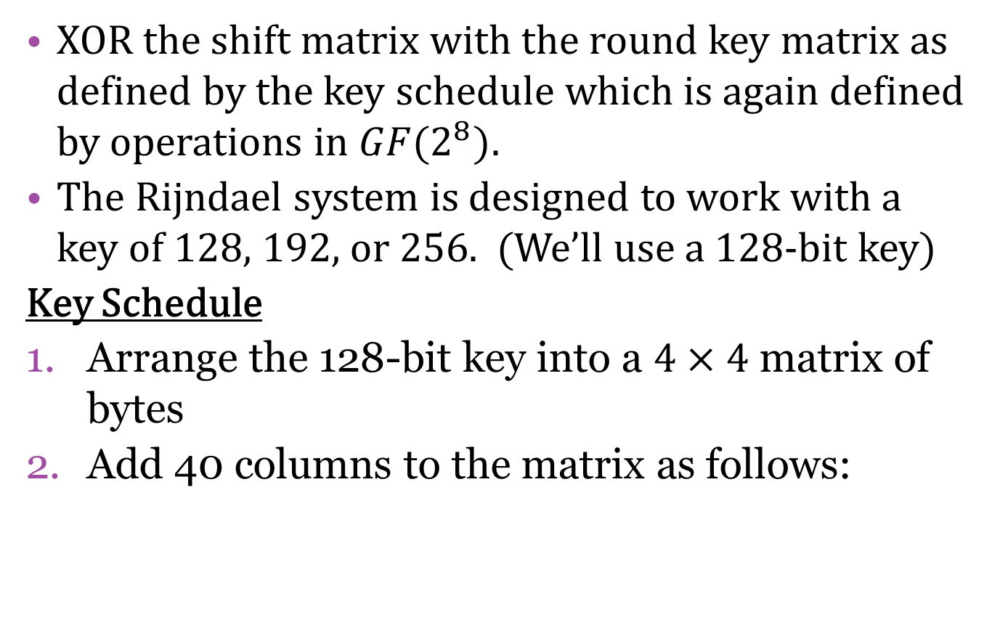 • XOR the shift matrix with the round key matrix as
defined by the key schedule which is again defined
by operations in 𝐺𝐹(2⁸).
• The Rijndael system is designed to work with a
key of 128, 192, or 256.  (We’ll use a 128-bit key)
Key Schedule
1. Arrange the 128-bit key into a 4 × 4 matrix of
bytes
2. Add 40 columns to the matrix as follows: